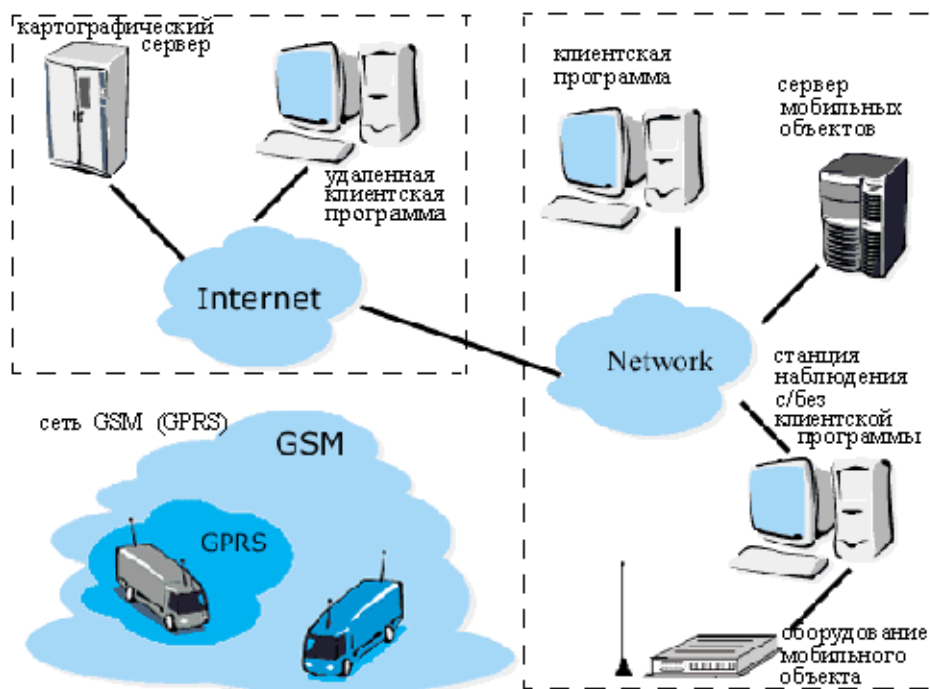 картографический
сервер
удаленная
клиентская
программа
Internet
клиентская
программа
сервер
мобильных
объектов
Network
станция
наблюдения
с/без
клиентской
программы
оборудование
мобильного
объекта
сеть GSM (GPRS)
GSM
GPRS